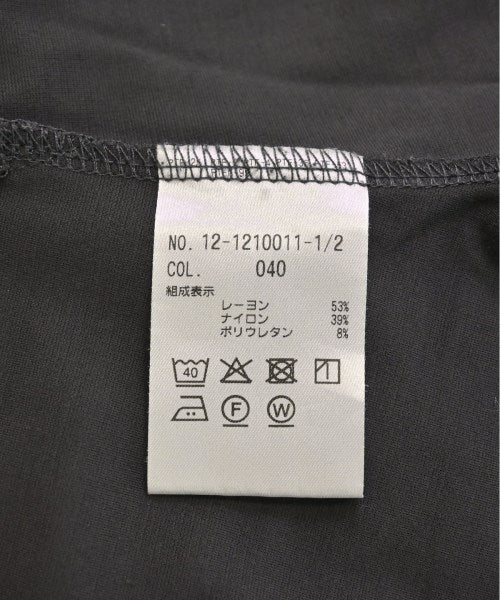 NO. 12-1210011-1/2
COL. 040
組成表示
レーヨン 53%
ナイロン 39%
ポリウレタン 8%
40
F W